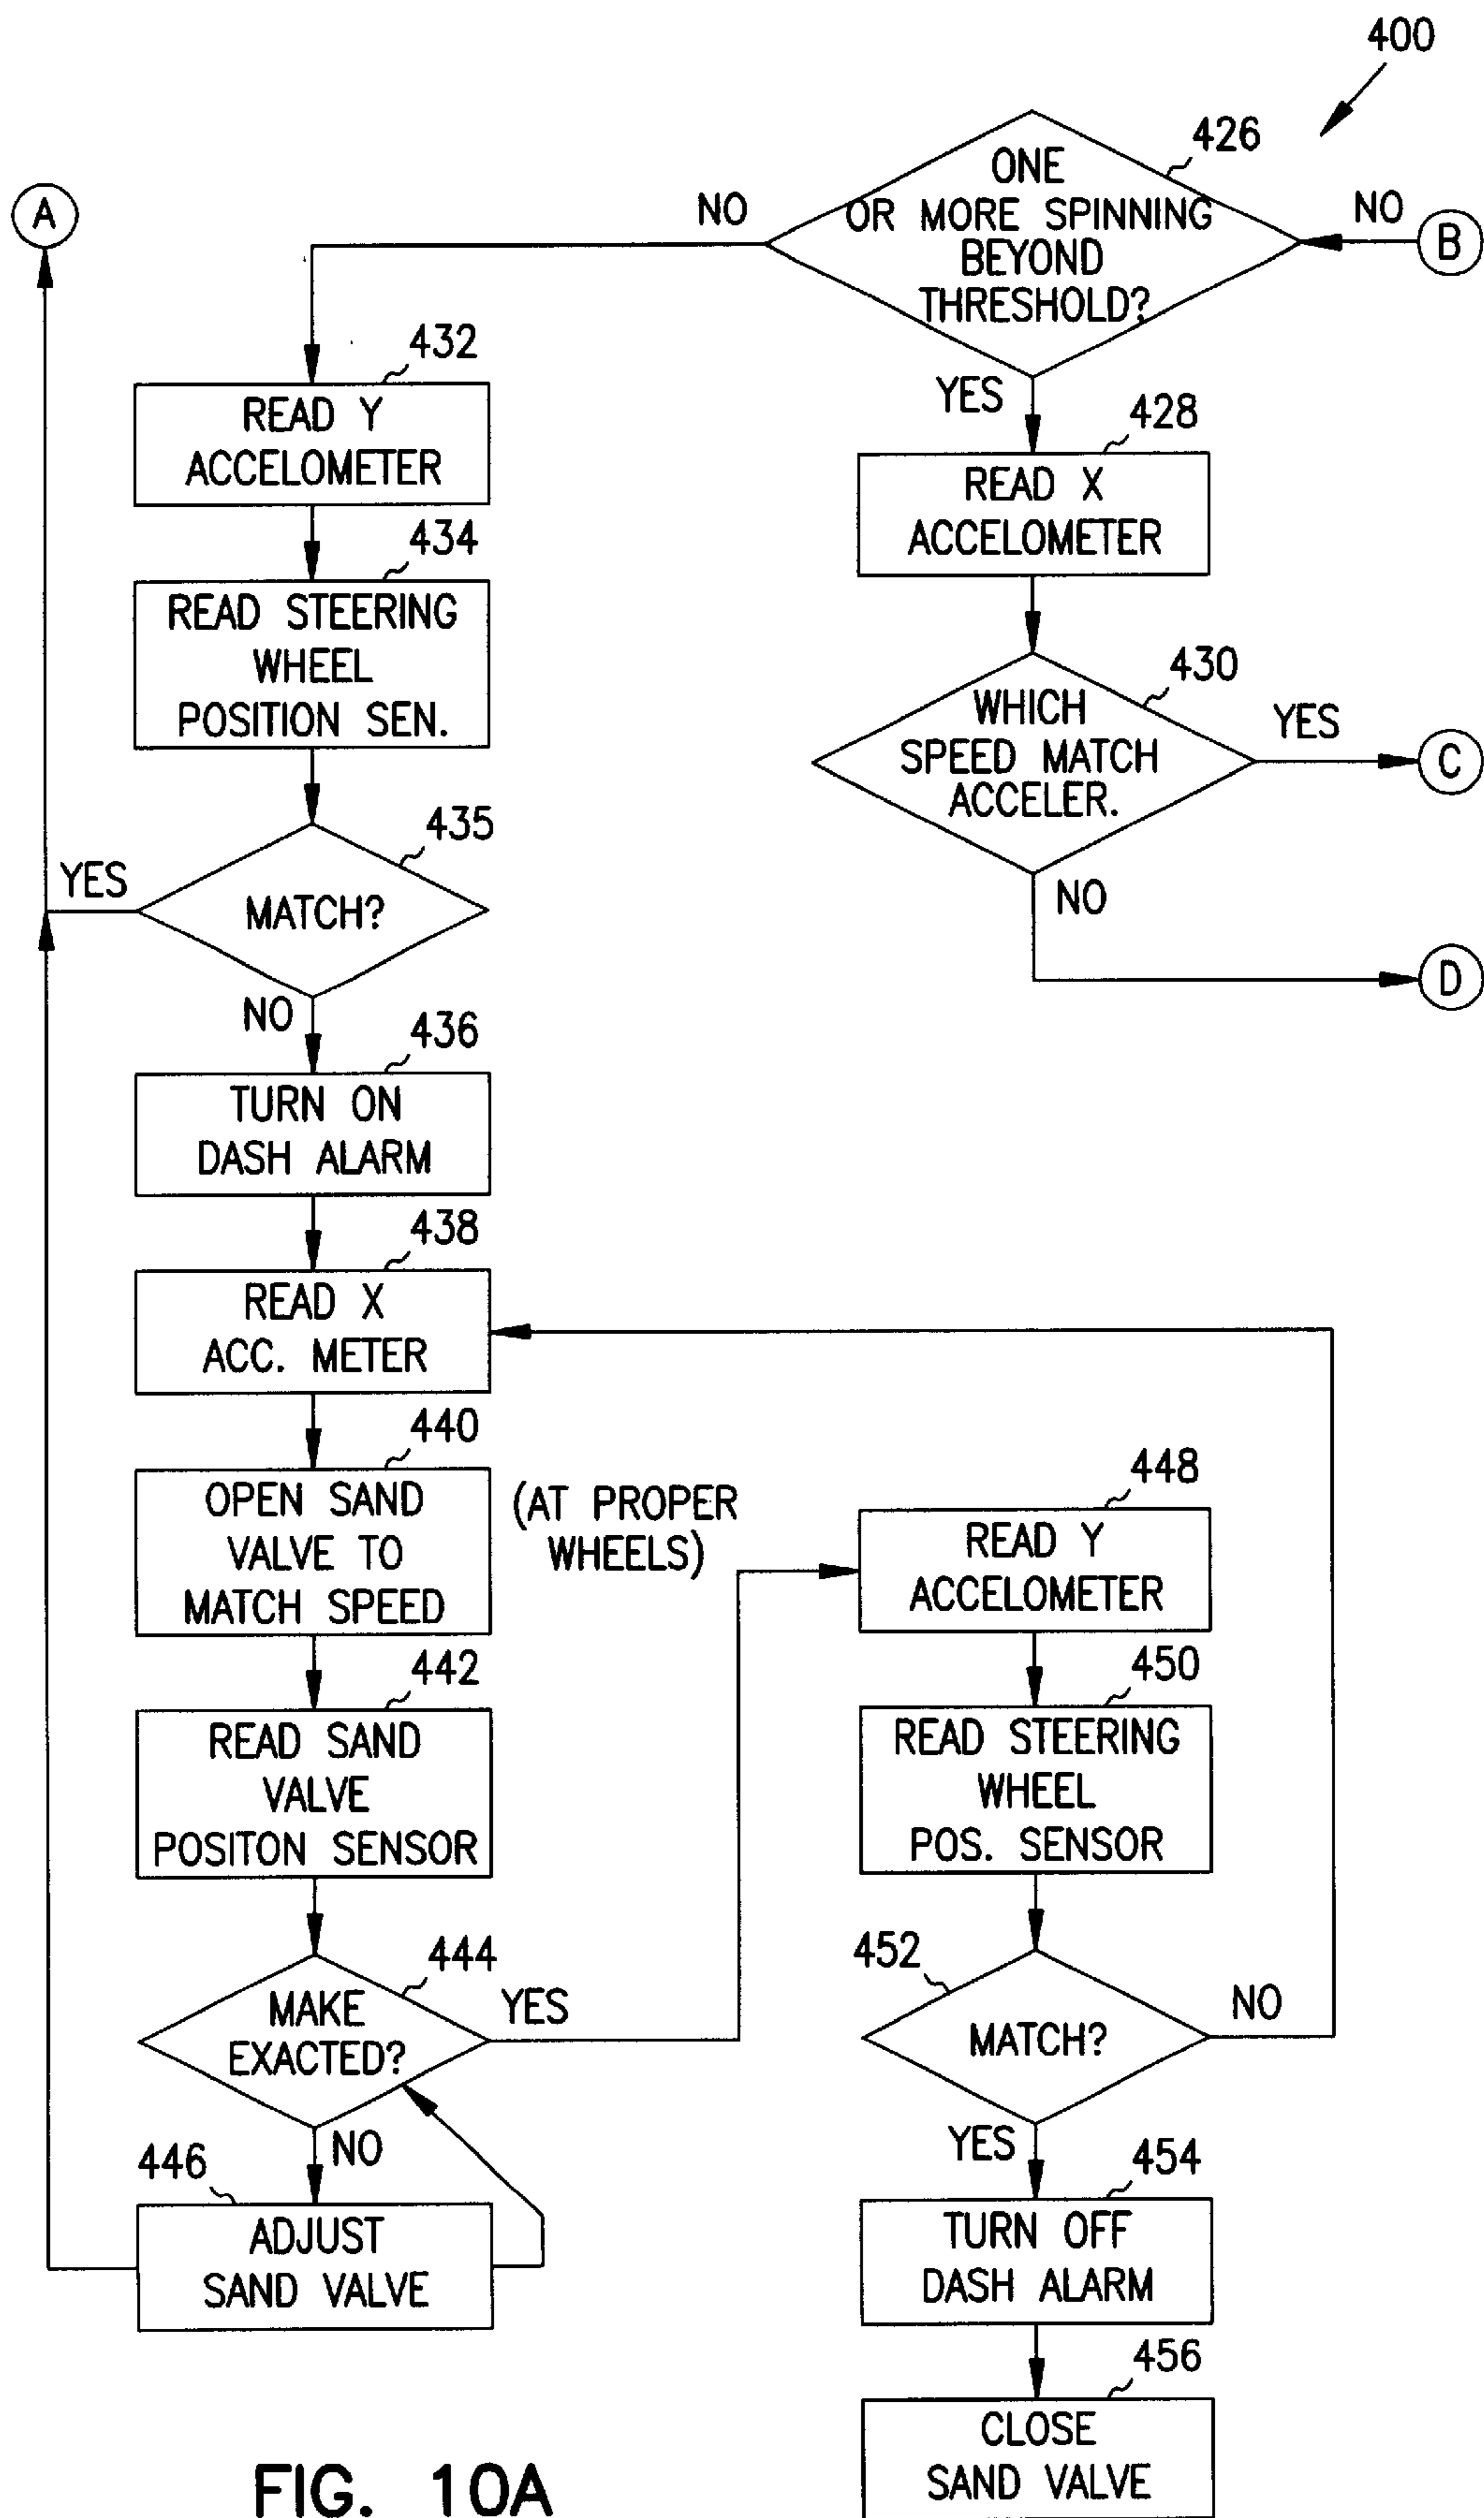 400
426
ONE
OR MORE SPINNING
BEYOND
THRESHOLD?
NO
B
NO
A
432
READ Y
ACCELOMETER
434
READ STEERING
WHEEL
POSITION SEN.
435
MATCH?
YES
NO
YES
428
READ X
ACCELOMETER
430
WHICH
SPEED MATCH
ACCELER.
YES
C
NO
D
436
TURN ON
DASH ALARM
438
READ X
ACC. METER
440
OPEN SAND
VALVE TO
MATCH SPEED
(AT PROPER
WHEELS)
442
READ SAND
VALVE
POSITON SENSOR
444
MAKE
EXACTED?
YES
NO
446
ADJUST
SAND VALVE
448
READ Y
ACCELOMETER
450
READ STEERING
WHEEL
POS. SENSOR
452
MATCH?
NO
YES
454
TURN OFF
DASH ALARM
456
CLOSE
SAND VALVE
FIG. 10A